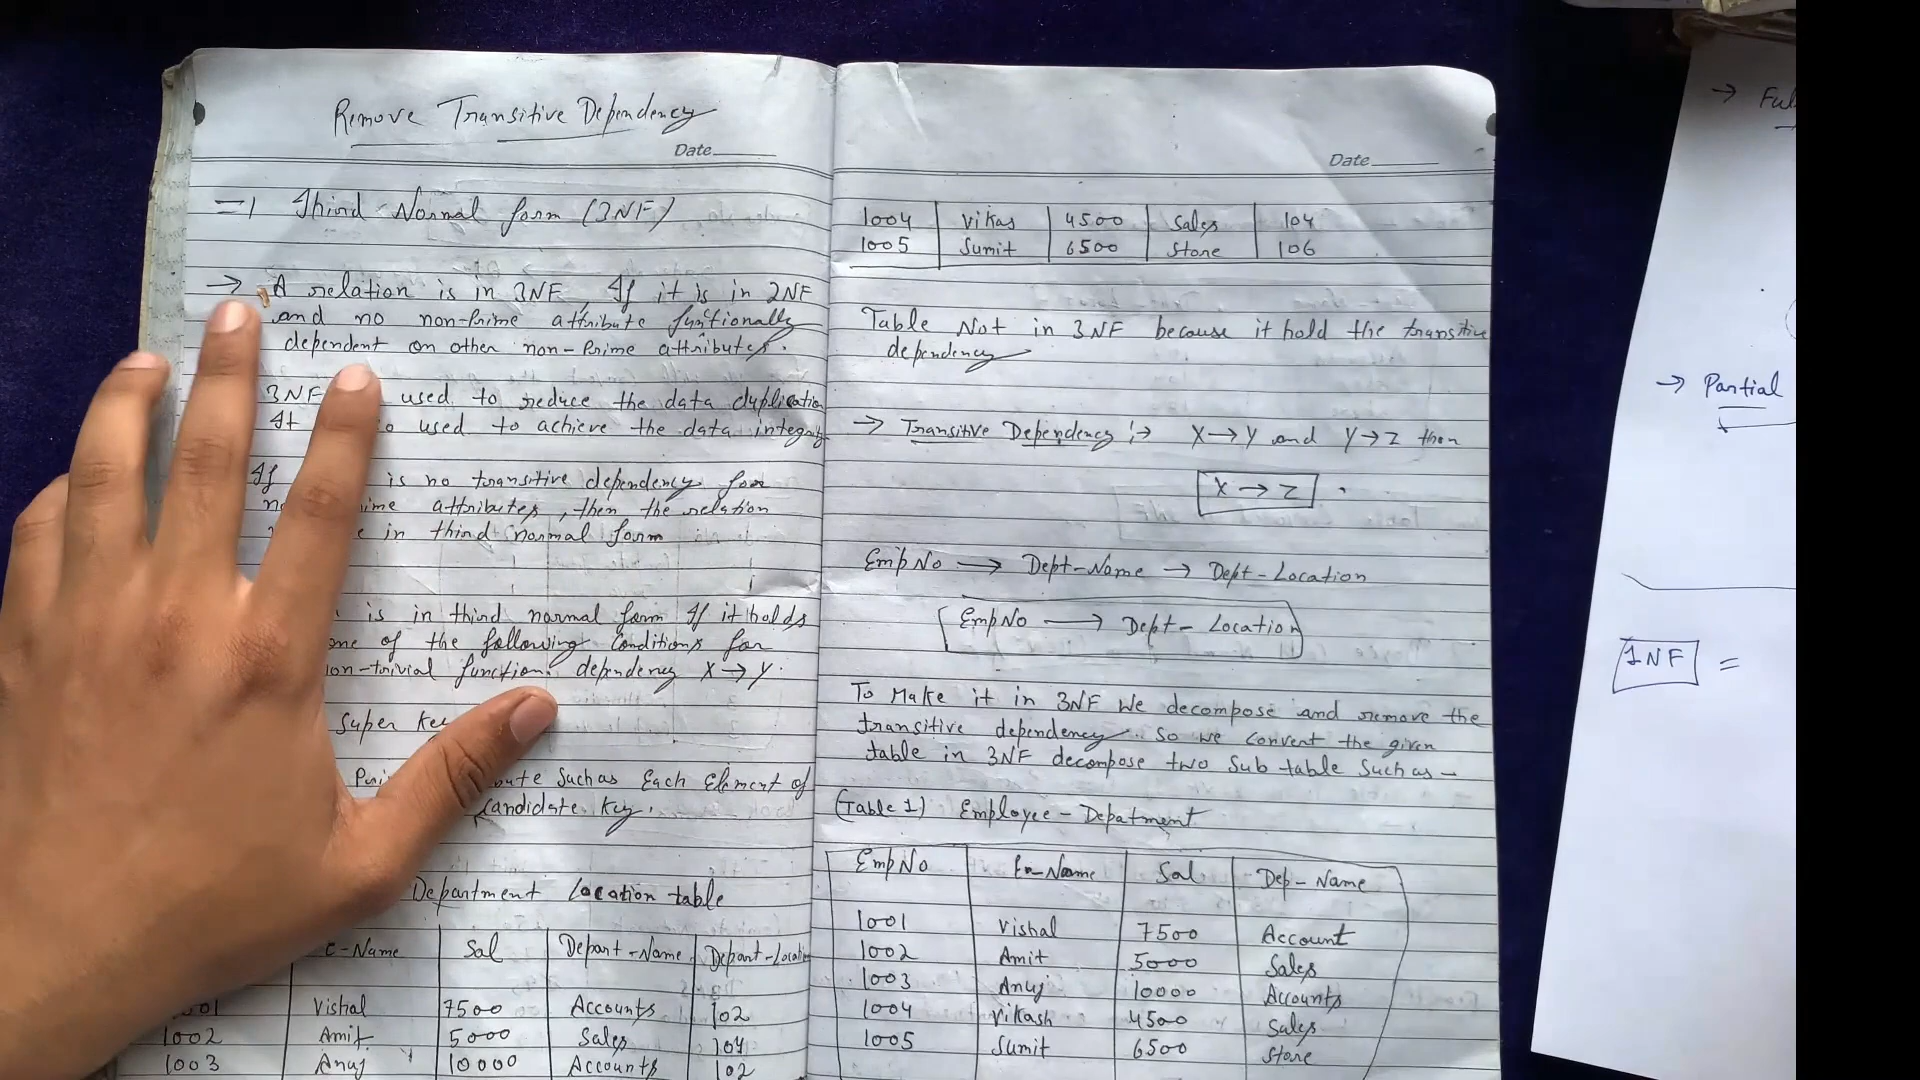 Remove Transitive Dependency
Date
=) Third Normal form (3NF)
→ A relation is in 3NF, If it is in 2NF
and no non-Prime attribute functionally
dependent on other non-Prime attributes.
3NF used to reduce the data duplication
It used to achieve the data integrity
If is no transitive dependency for
attributes, then the relation
in third normal form
is in third normal form If it holds
one of the following Conditions for
non-trivial function dependency X→Y.
Super Key
such as Each Element of
Candidate Key.
Department Location table
E-Name Sal Depart-Name Depart-Location
1001 Vishal 7500 Accounts 102
1002 Amit 5000 Sales 104
1003 Anuj 10000 Accounts 102
Date
1004 Vikas 4500 Sales 104
1005 Sumit 6500 Store 106
Table Not in 3NF because it hold the transitive
dependency
→ Transitive Dependency :→ X→Y and Y→Z then
X→Z .
EmpNo → Dept-Name → Dept-Location
EmpNo → Dept-Location
To Make it in 3NF We decompose and remove the
transitive dependency. So we convert the given
table in 3NF decompose two Sub table Such as -
(Table 1) Employee-Depatment
EmpNo Sal Dep-Name
1001 Vishal 7500 Account
1002 Amit 5000 Sales
1003 Anuj 10000 Accounts
1004 Vikash 4500 Sales
1005 Sumit 6500 Store
→ Partial
1NF =